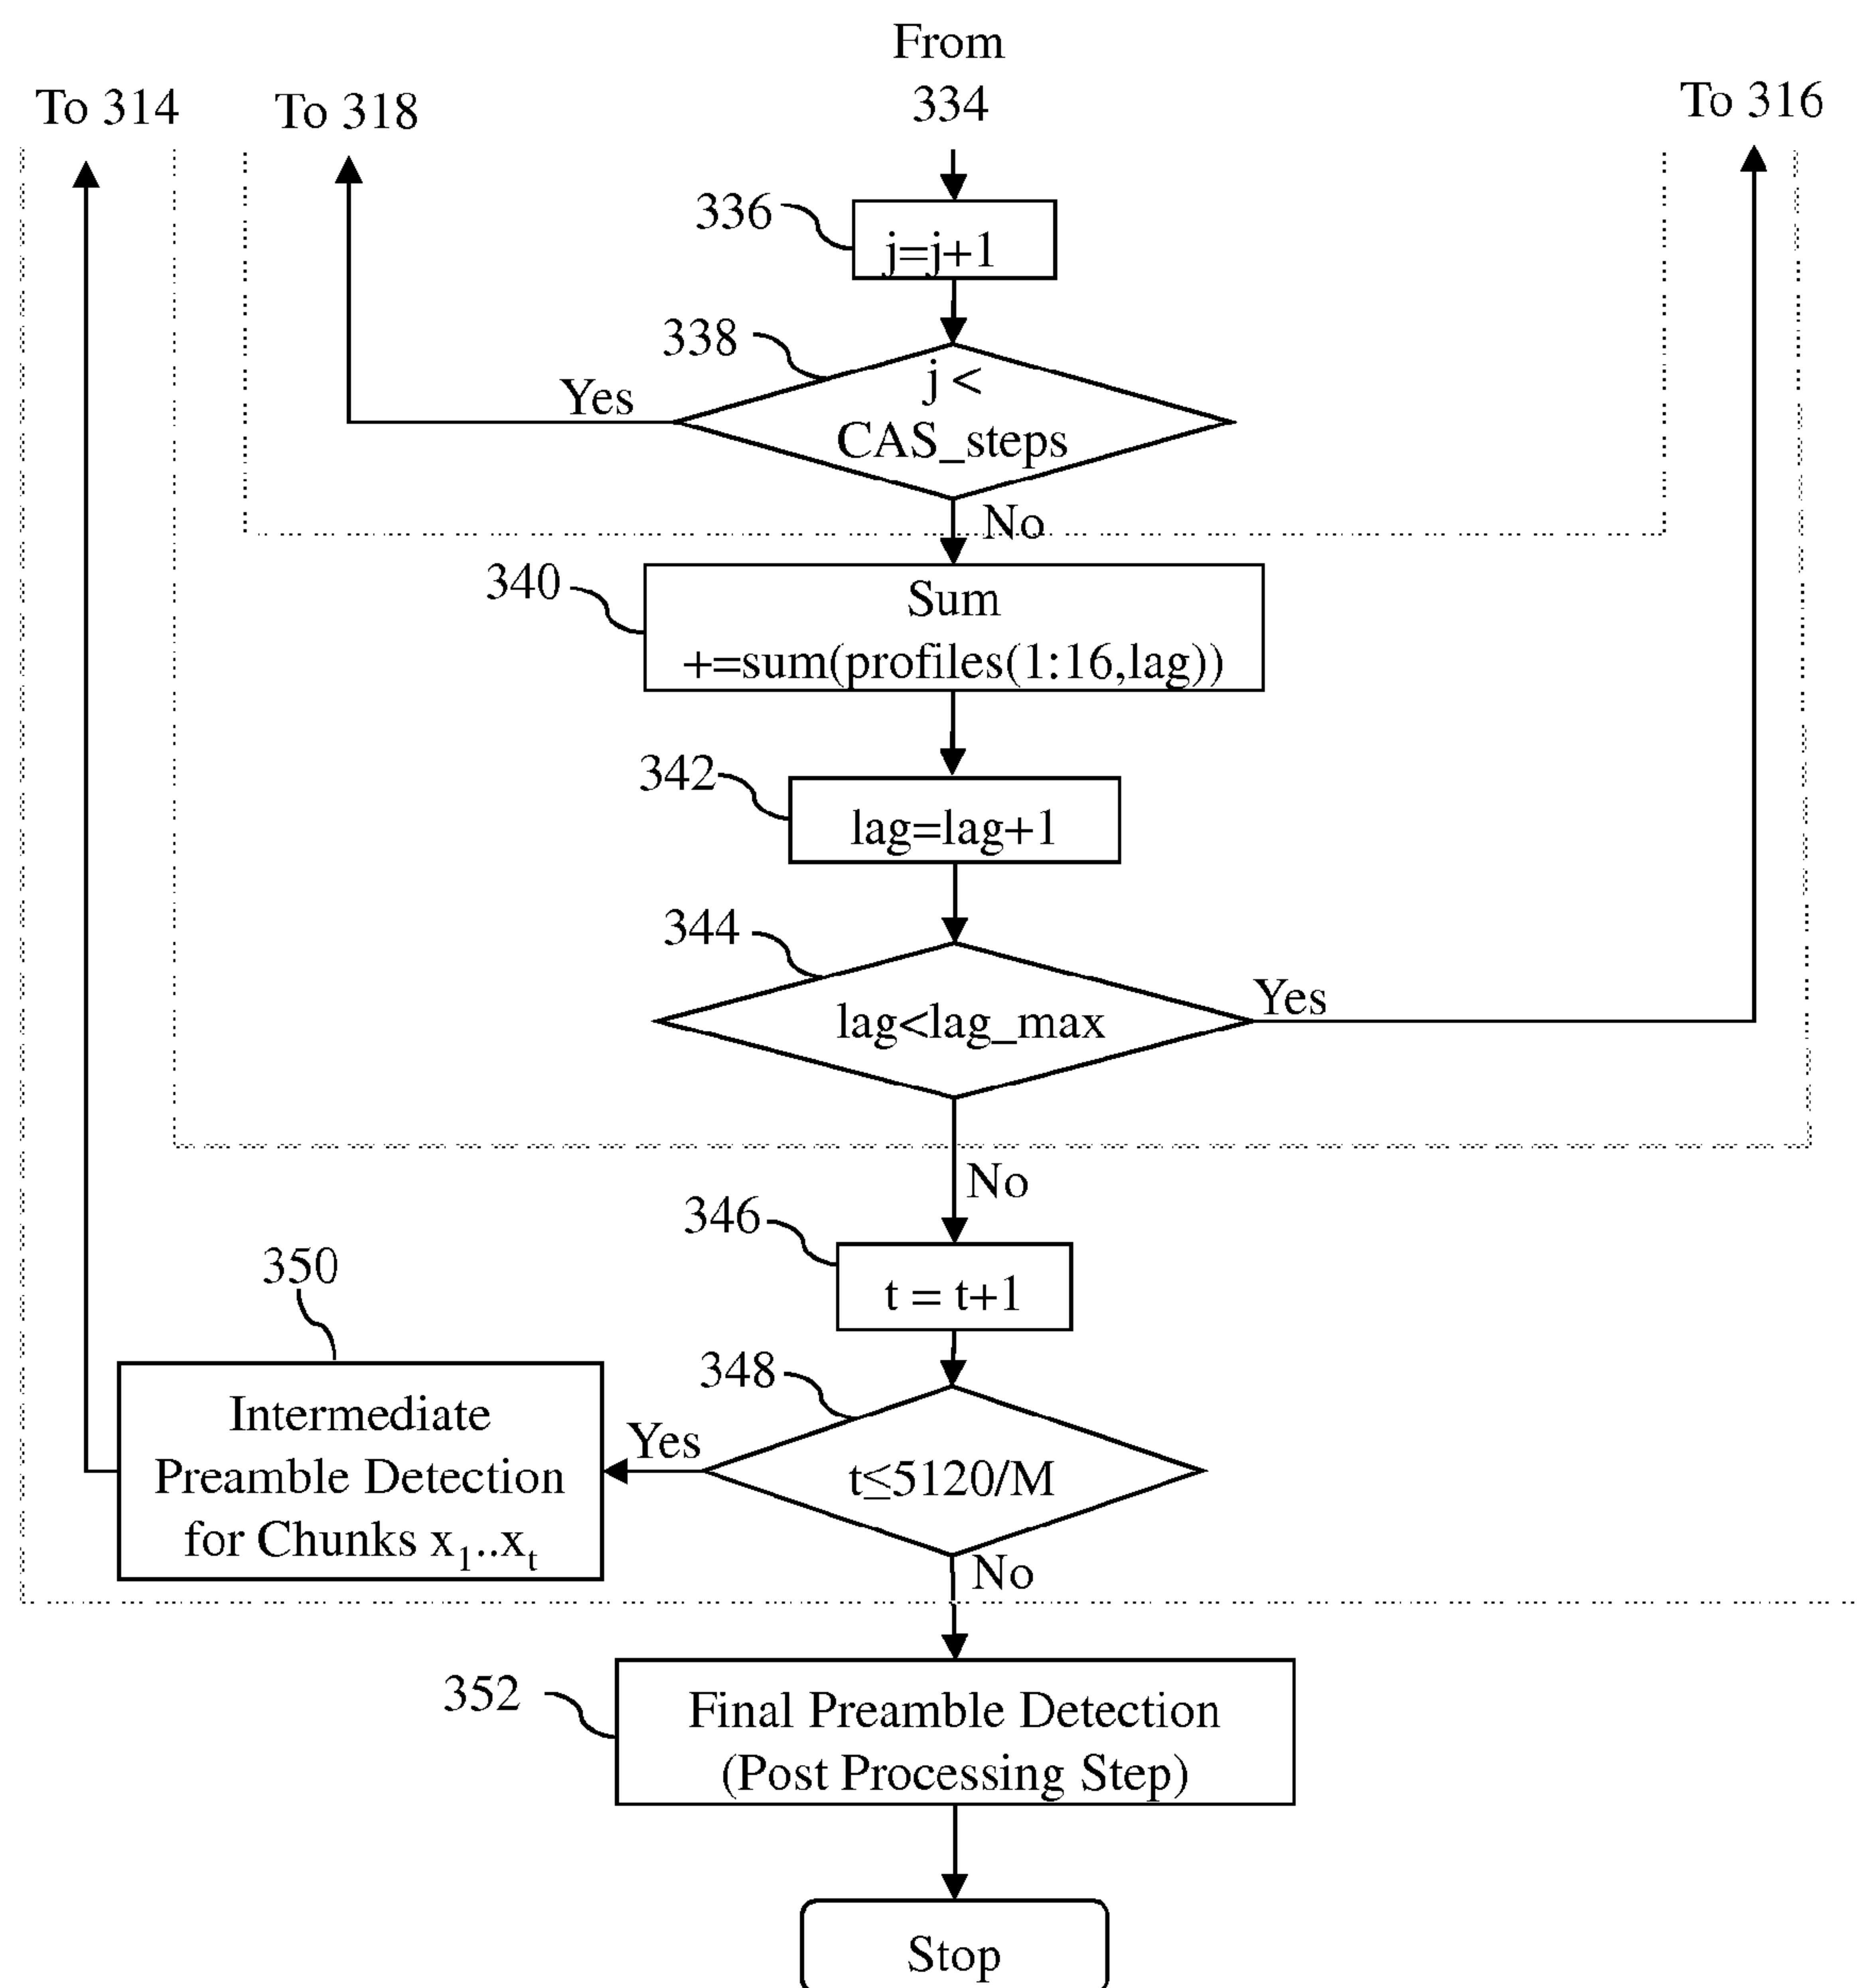 From
334
To 314
To 318
To 316
336
j=j+1
338
j <
CAS_steps
Yes
No
340
Sum
+=sum(profiles(1:16,lag))
342
lag=lag+1
344
lag<lag_max
Yes
No
346
t = t+1
350
348
Intermediate
Preamble Detection
for Chunks x1..xt
Yes
t≤5120/M
No
352
Final Preamble Detection
(Post Processing Step)
Stop